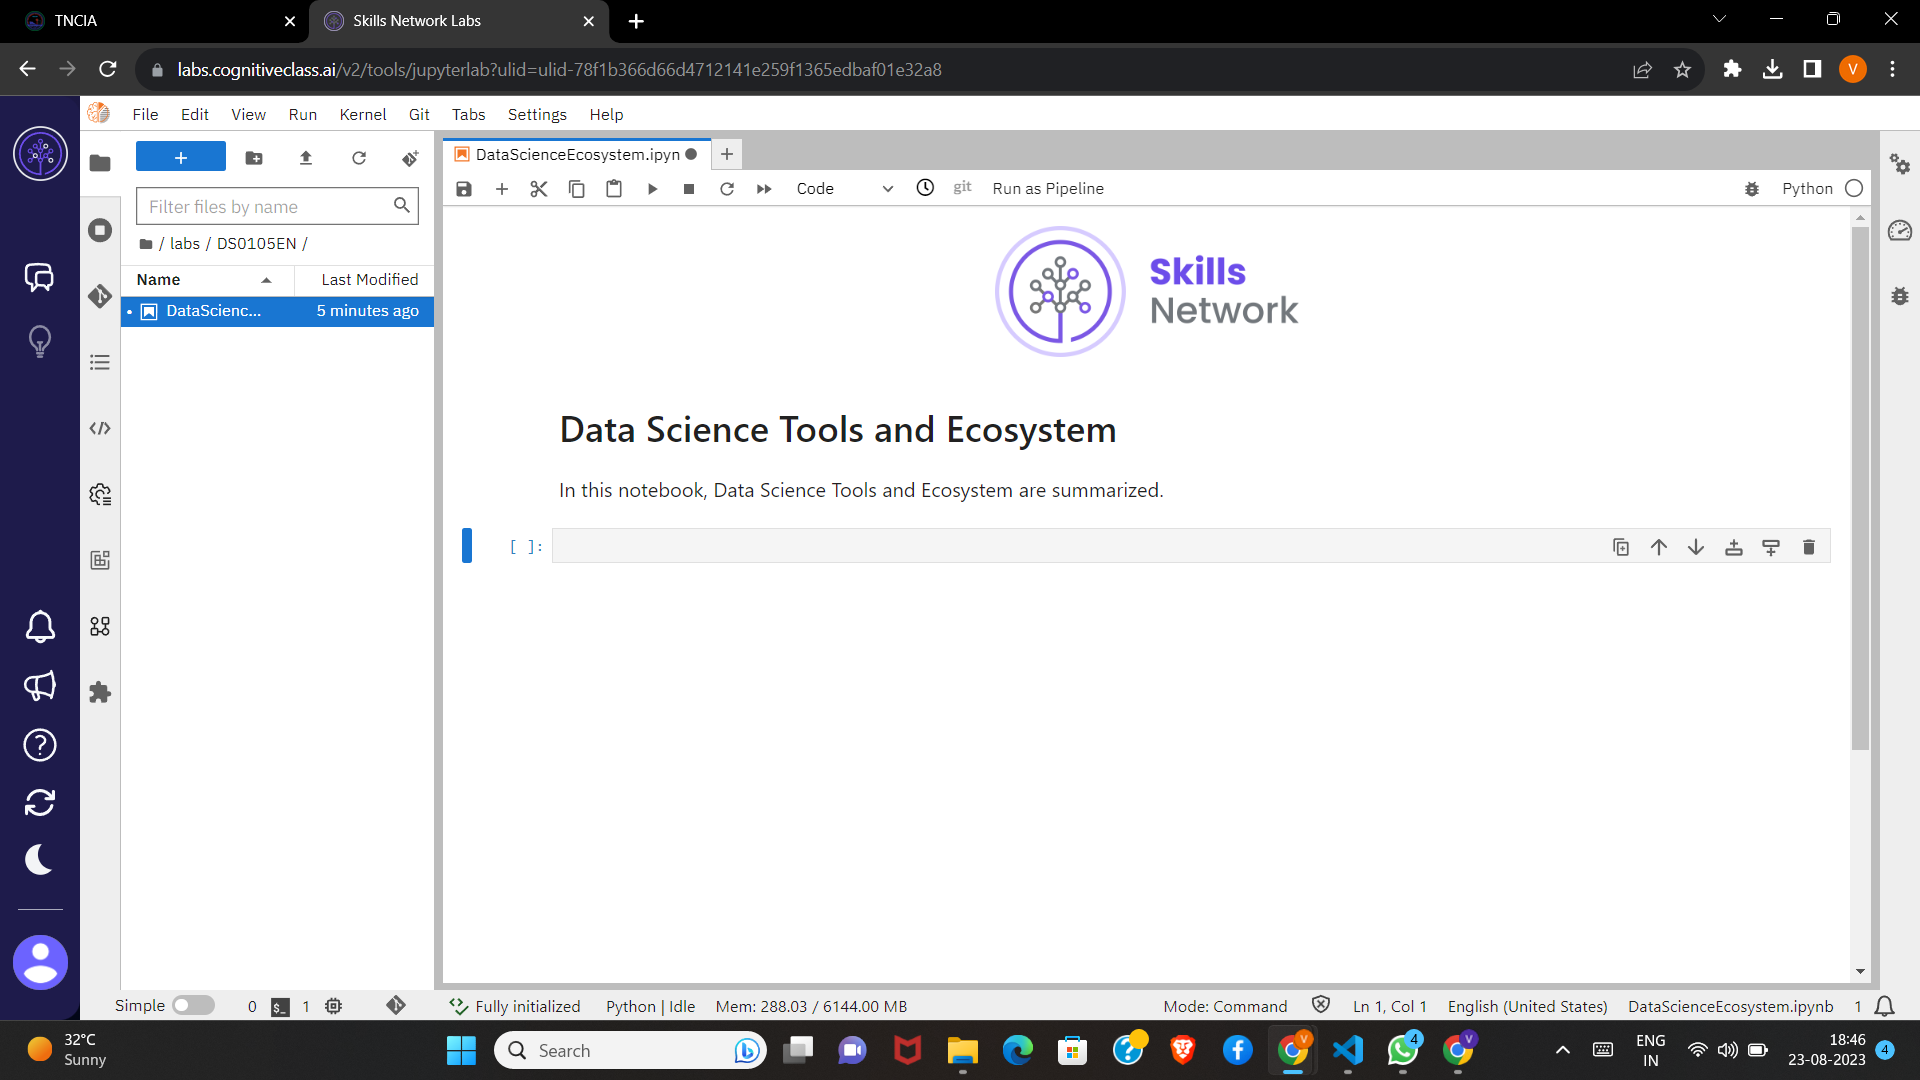 TNCIA
Skills Network Labs
labs.cognitiveclass.ai/v2/tools/jupyterlab?ulid=ulid-78f1b366d66d4712141e259f1365edbaf01e32a8
V
File Edit View Run Kernel Git Tabs Settings Help
+
DataScienceEcosystem.ipyn
Code
git
Run as Pipeline
Python
Filter files by name
/ labs / DS0105EN /
Name Last Modified
DataScienc... 5 minutes ago
Skills
Network
Data Science Tools and Ecosystem
In this notebook, Data Science Tools and Ecosystem are summarized.
[ ]:
Simple 0 $_ 1 Fully initialized Python | Idle Mem: 288.03 / 6144.00 MB Mode: Command Ln 1, Col 1 English (United States) DataScienceEcosystem.ipynb 1
32°C
Sunny
Search
V
4
V
ENG
IN
18:46
23-08-2023
4